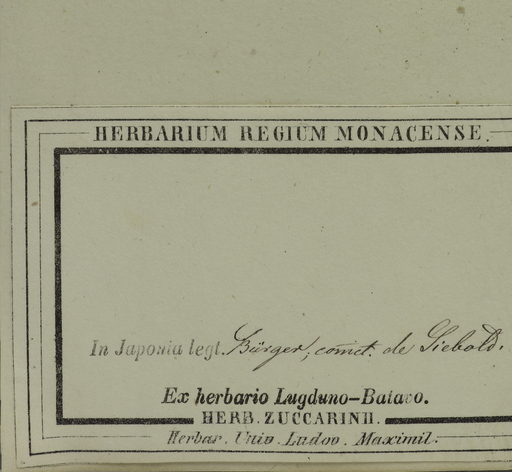 HERBARIUM REGIUM MONACENSE.
In Japonia legt. Bürger, comt. de Siebold.
Ex herbario Lugduno-Batavo.
HERB. ZUCCARINII.
Herbar. Univ. Ludov. Maximil.